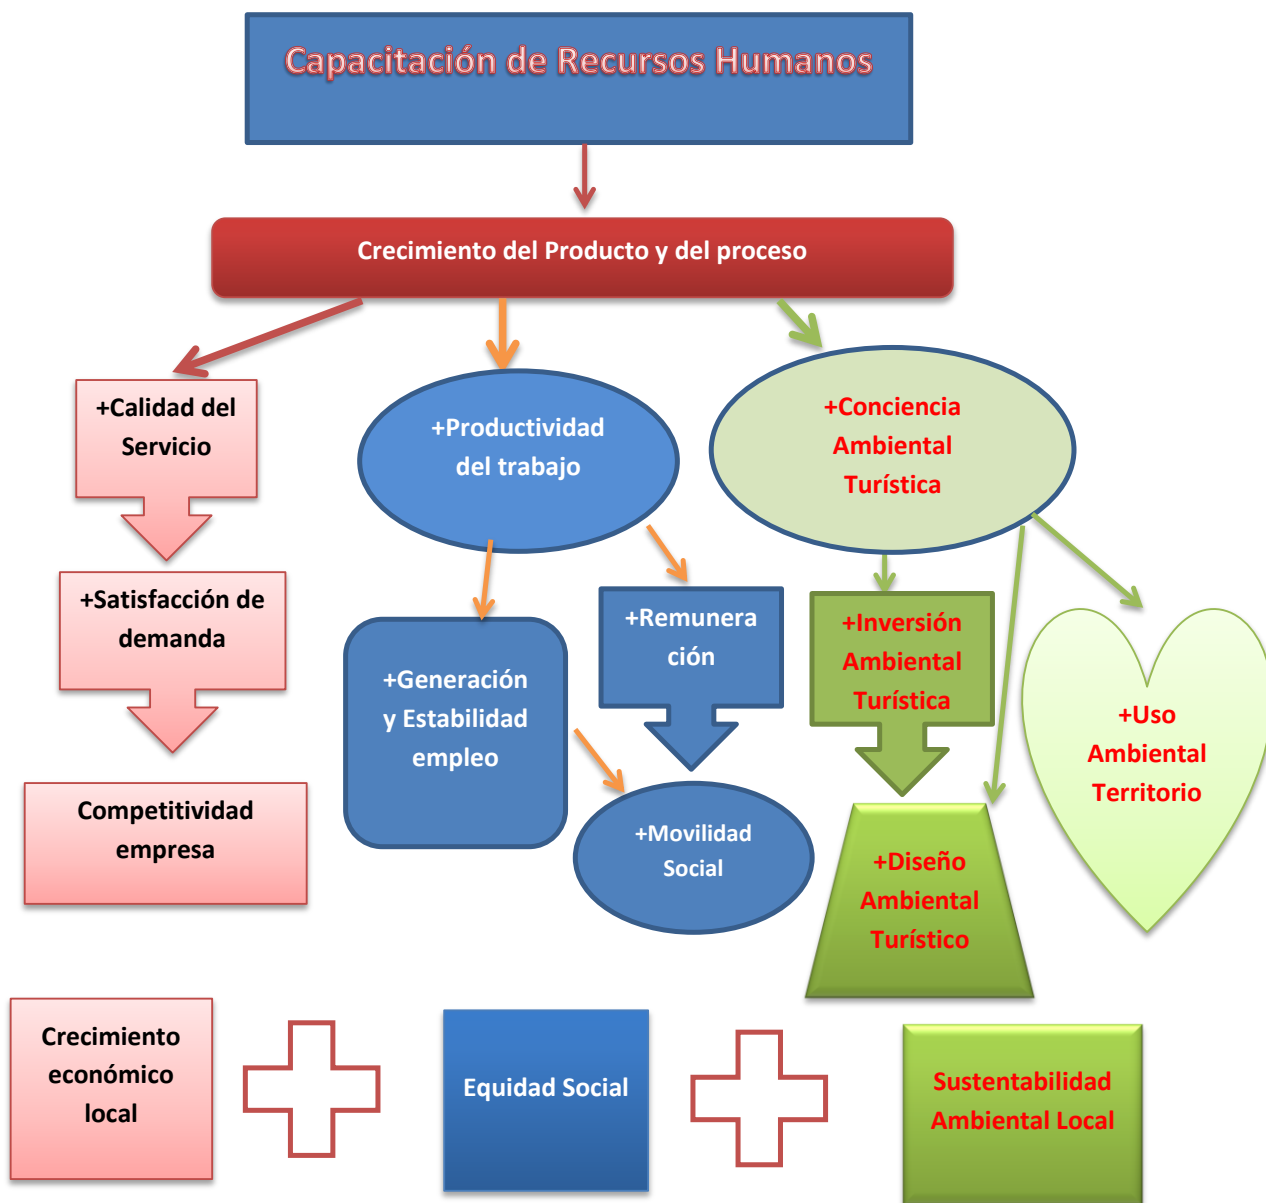 Capacitación de Recursos Humanos
Crecimiento del Producto y del proceso
+Calidad del
Servicio
+Productividad
del trabajo
+Conciencia
Ambiental
Turística
+Satisfacción de
demanda
+Generación
y Estabilidad
empleo
+Remunera
ción
+Inversión
Ambiental
Turística
+Uso
Ambiental
Territorio
Competitividad
empresa
+Movilidad
Social
+Diseño
Ambiental
Turístico
Crecimiento
económico
local
Equidad Social
Sustentabilidad
Ambiental Local